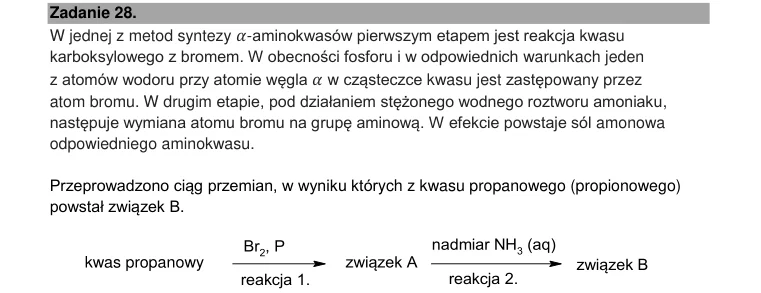 Zadanie 28.
W jednej z metod syntezy α-aminokwasów pierwszym etapem jest reakcja kwasu
karboksylowego z bromem. W obecności fosforu i w odpowiednich warunkach jeden
z atomów wodoru przy atomie węgla α w cząsteczce kwasu jest zastępowany przez
atom bromu. W drugim etapie, pod działaniem stężonego wodnego roztworu amoniaku,
następuje wymiana atomu bromu na grupę aminową. W efekcie powstaje sól amonowa
odpowiedniego aminokwasu.
Przeprowadzono ciąg przemian, w wyniku których z kwasu propanowego (propionowego)
powstał związek B.
kwas propanowy Br₂, P reakcja 1. związek A nadmiar NH₃ (aq) reakcja 2. związek B